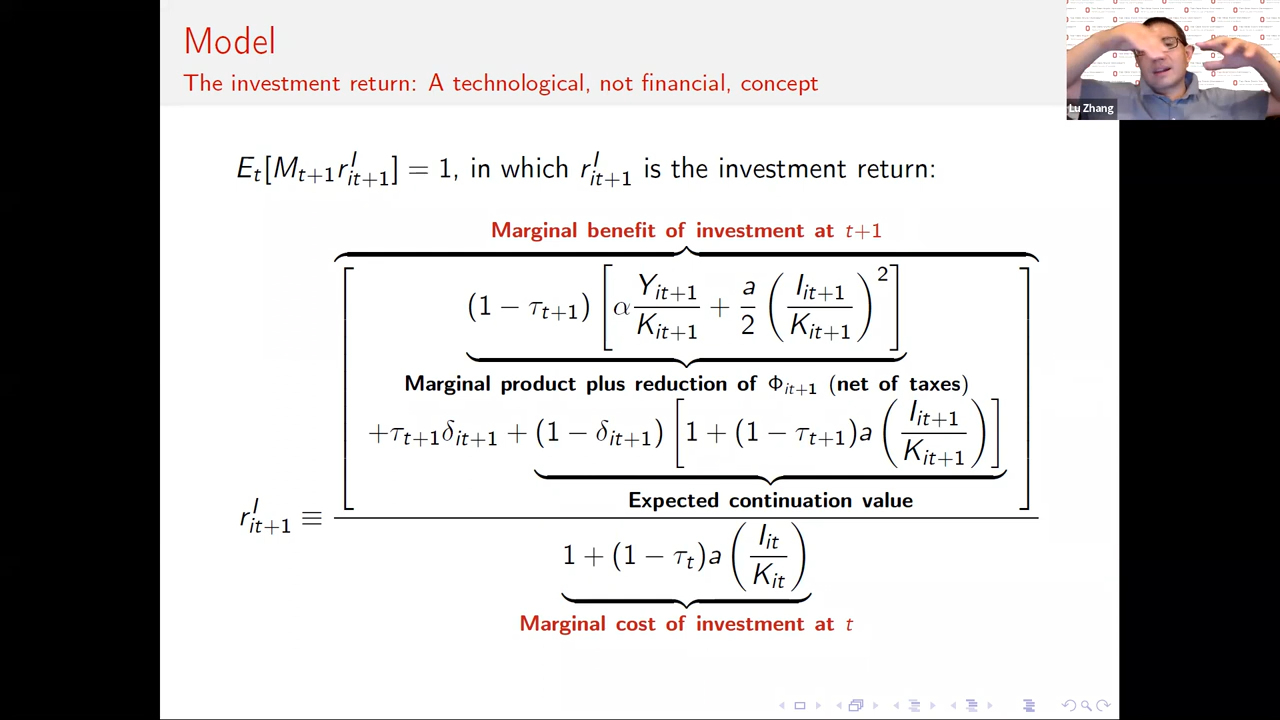 Model
The investment return: A technological, not financial, concept
Lu Zhang
E_t[M_{t+1} r^I_{it+1}] = 1, in which r^I_{it+1} is the investment return:
Marginal benefit of investment at t+1
(1 − τ_{t+1}) [α Y_{it+1}/K_{it+1} + a/2 (I_{it+1}/K_{it+1})^2]
Marginal product plus reduction of Φ_{it+1} (net of taxes)
+τ_{t+1}δ_{it+1} + (1 − δ_{it+1}) [1 + (1 − τ_{t+1})a (I_{it+1}/K_{it+1})]
Expected continuation value
r^I_{it+1} ≡
1 + (1 − τ_t)a (I_{it}/K_{it})
Marginal cost of investment at t